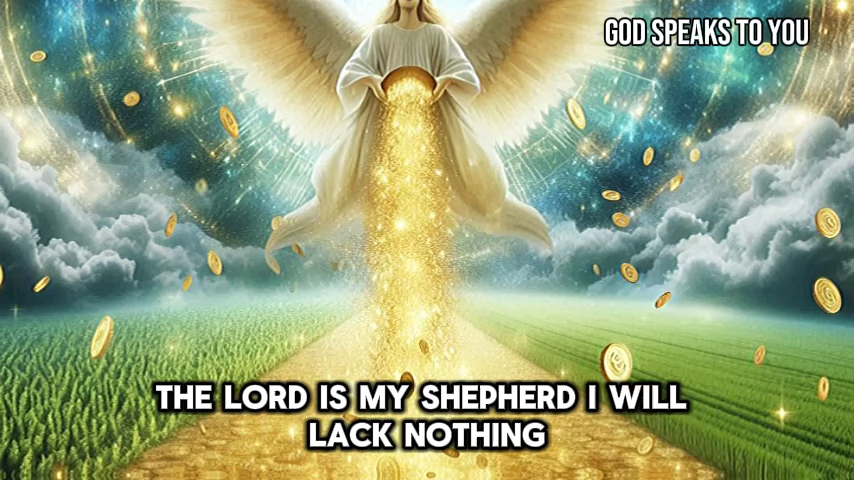 GOD SPEAKS TO YOU
THE LORD IS MY SHEPHERD I WILL
LACK NOTHING